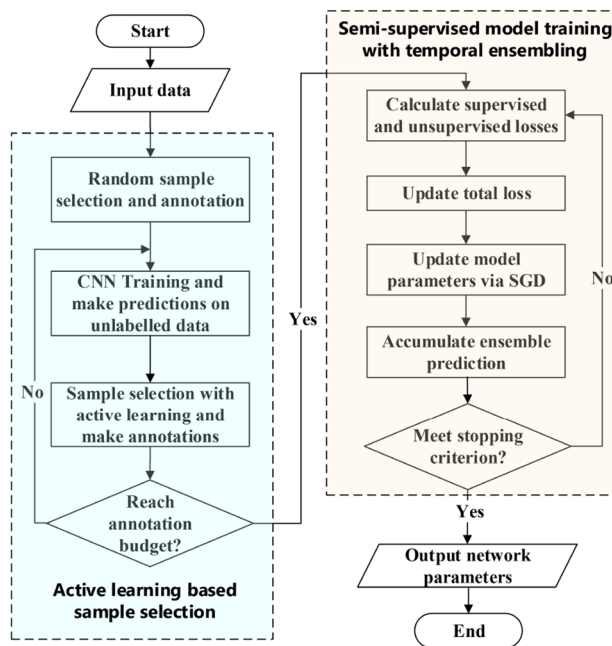 Start
Input data
Random sample
selection and annotation
CNN Training and
make predictions on
unlabelled data
No
Sample selection with
active learning and
make annotations
Reach
annotation
budget?
Active learning based
sample selection
Yes
Semi-supervised model training
with temporal ensembling
Calculate supervised
and unsupervised losses
Update total loss
Update model
parameters via SGD
No
Accumulate ensemble
prediction
Meet stopping
criterion?
Yes
Output network
parameters
End